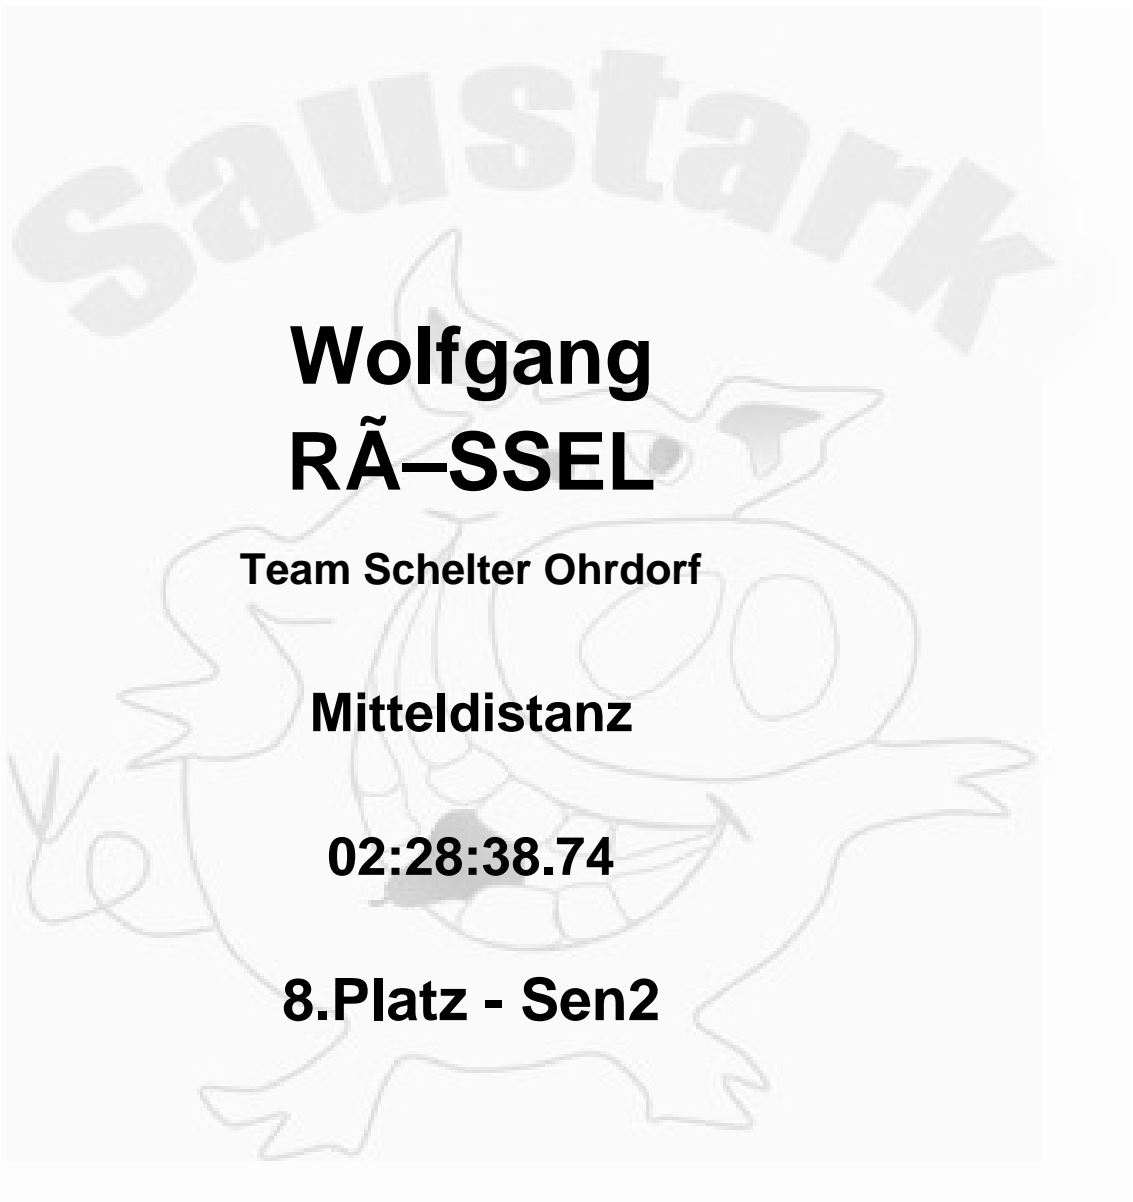 Saustark
Wolfgang
RÃ–SSEL
Team Schelter Ohrdorf
Mitteldistanz
02:28:38.74
8.Platz - Sen2